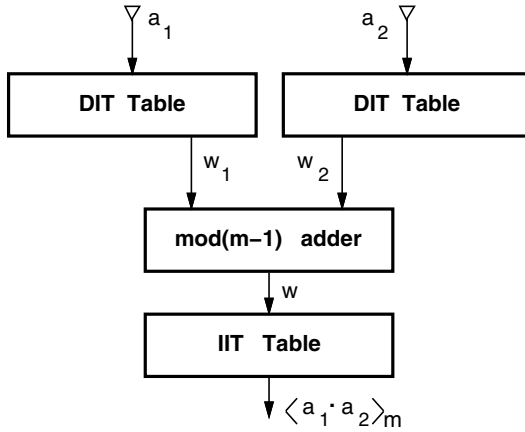 a1 a2
DIT Table DIT Table
w1 w2
mod(m−1) adder
w
IIT Table
⟨a1 · a2⟩m